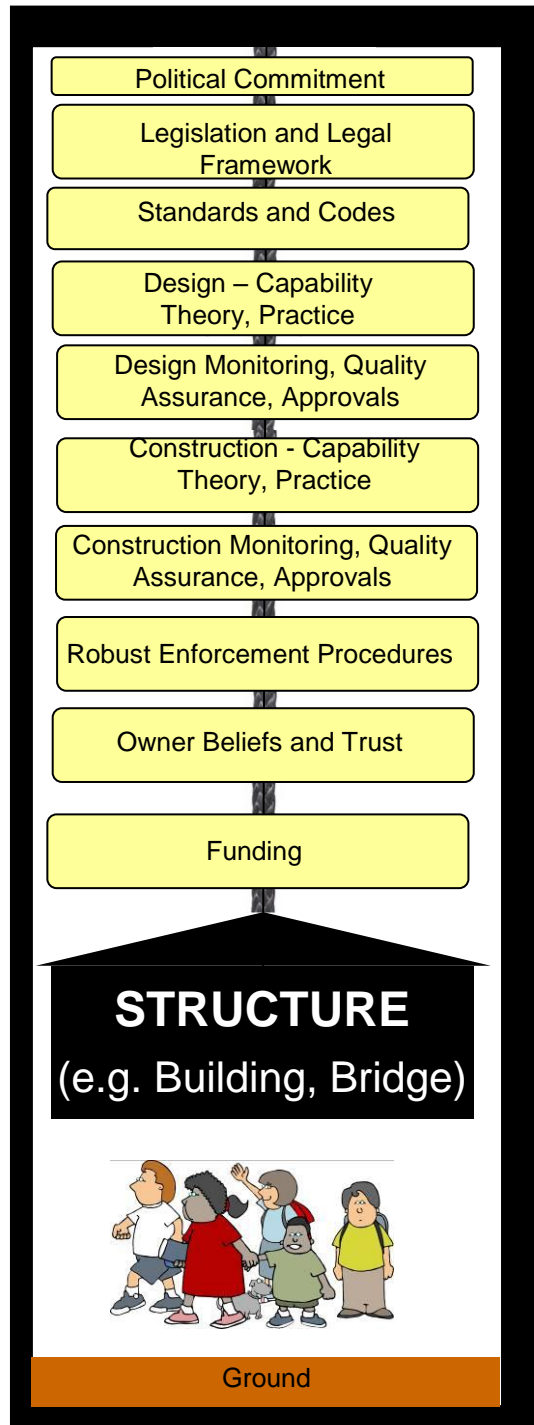 Political Commitment
Legislation and Legal
Framework
Standards and Codes
Design – Capability
Theory, Practice
Design Monitoring, Quality
Assurance, Approvals
Construction - Capability
Theory, Practice
Construction Monitoring, Quality
Assurance, Approvals
Robust Enforcement Procedures
Owner Beliefs and Trust
Funding
STRUCTURE
(e.g. Building, Bridge)
Ground